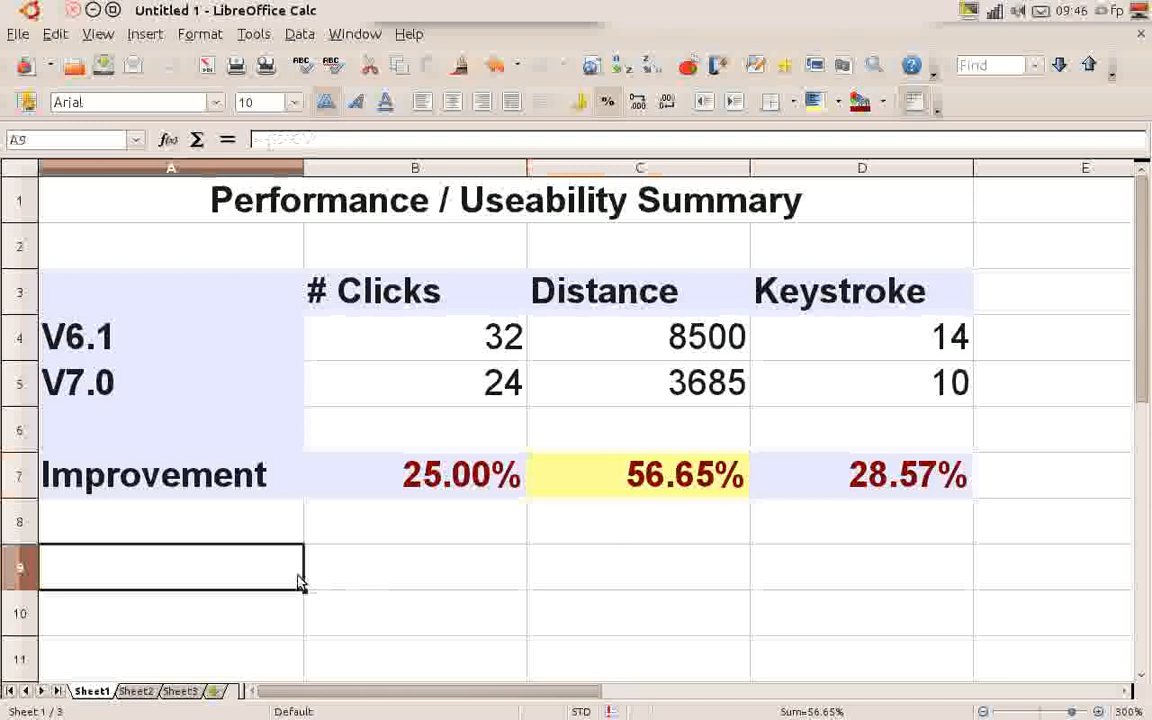 Untitled 1 - LibreOffice Calc
09:46 fp
File Edit View Insert Format Tools Data Window Help
Find
Arial 10
A9
A B C D E
1 Performance / Useability Summary
2
3 # Clicks Distance Keystroke
4 V6.1 32 8500 14
5 V7.0 24 3685 10
6
7 Improvement 25.00% 56.65% 28.57%
8
9
10
11
Sheet1 Sheet2 Sheet3
Sheet 1 / 3 Default STD Sum=56.65% 300%